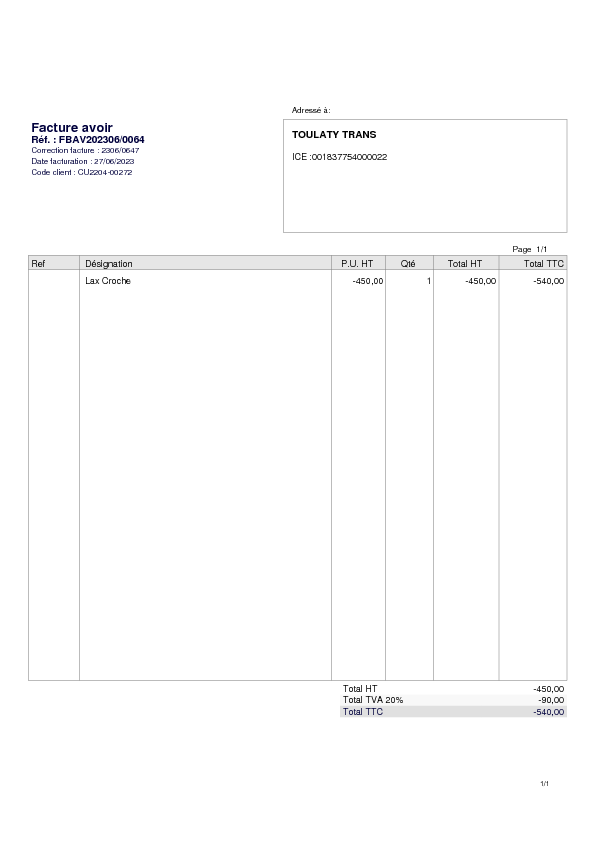 Adressé à:
Facture avoir
Réf. : FBAV202306/0064
Correction facture : 2306/0647
Date facturation : 27/06/2023
Code client : CU2204-00272
TOULATY TRANS
ICE :001837754000022
Page 1/1
Ref Désignation P.U. HT Qté Total HT Total TTC
Lax Croche -450,00 1 -450,00 -540,00
Total HT -450,00
Total TVA 20% -90,00
Total TTC -540,00
1/1